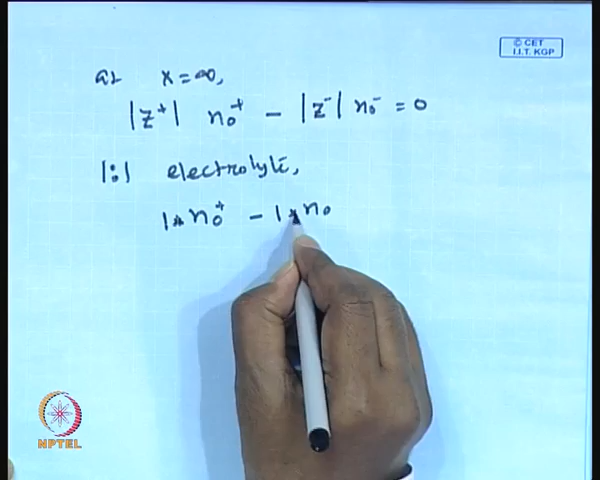 © CET
I.I.T. KGP
at x = ∞,
|z⁺| n₀⁺ − |z⁻| n₀⁻ = 0
1:1 electrolyte,
1 * n₀⁺ − 1 * n₀
NPTEL